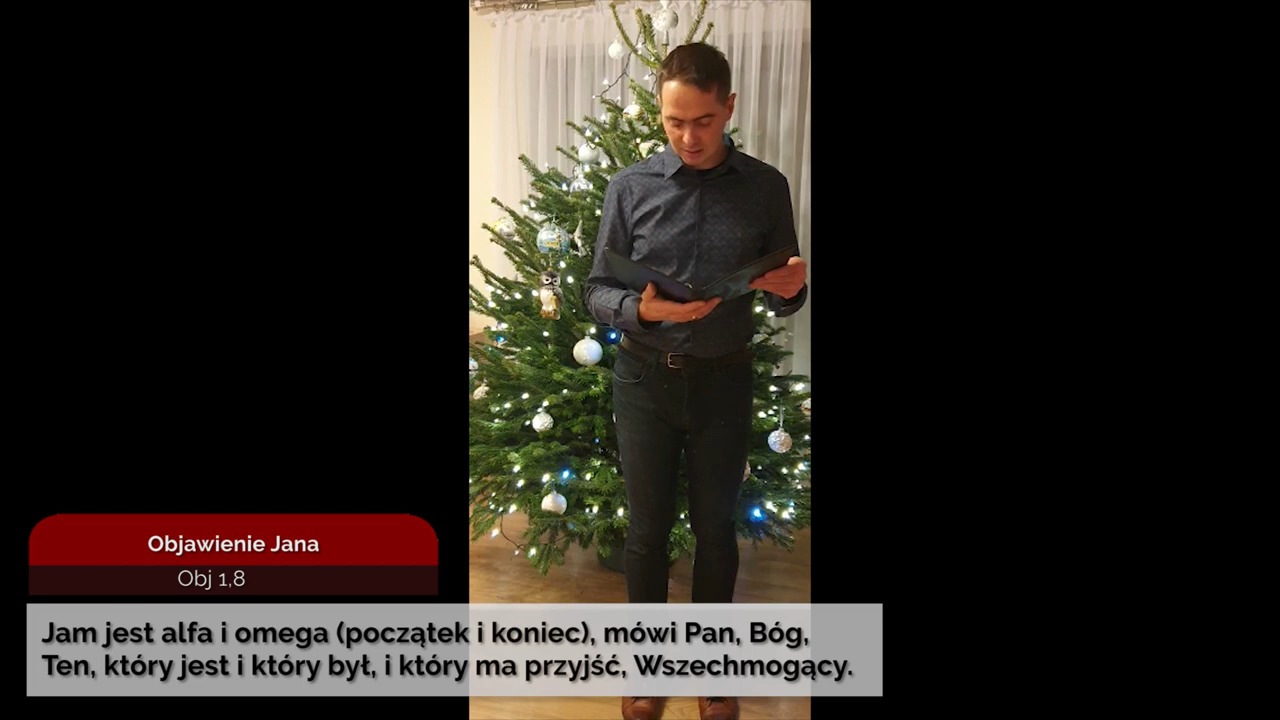 Objawienie Jana
Obj 1,8
Jam jest alfa i omega (początek i koniec), mówi Pan, Bóg,
Ten, który jest i który był, i który ma przyjść, Wszechmogący.